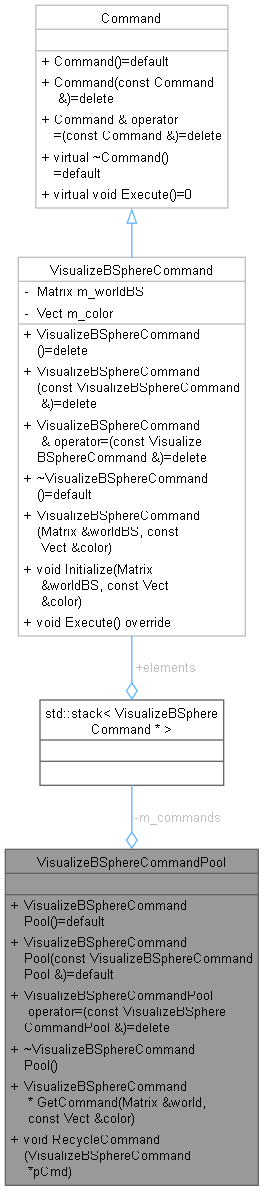 Command
+ Command()=default
+ Command(const Command
&)=delete
+ Command & operator
=(const Command &)=delete
+ virtual ~Command()
=default
+ virtual void Execute()=0
VisualizeBSphereCommand
- Matrix m_worldBS
- Vect m_color
+ VisualizeBSphereCommand
()=delete
+ VisualizeBSphereCommand
(const VisualizeBSphereCommand
&)=delete
+ VisualizeBSphereCommand
& operator=(const Visualize
BSphereCommand &)=delete
+ ~VisualizeBSphereCommand
()=default
+ VisualizeBSphereCommand
(Matrix &worldBS, const
Vect &color)
+ void Initialize(Matrix
&worldBS, const Vect
&color)
+ void Execute() override
+elements
std::stack< VisualizeBSphere
Command * >
-m_commands
VisualizeBSphereCommandPool
+ VisualizeBSphereCommand
Pool()=default
+ VisualizeBSphereCommand
Pool(const VisualizeBSphereCommand
Pool &)=default
+ VisualizeBSphereCommandPool
operator=(const VisualizeBSphere
CommandPool &)=delete
+ ~VisualizeBSphereCommand
Pool()
+ VisualizeBSphereCommand
* GetCommand(Matrix &world,
const Vect &color)
+ void RecycleCommand
(VisualizeBSphereCommand
*pCmd)